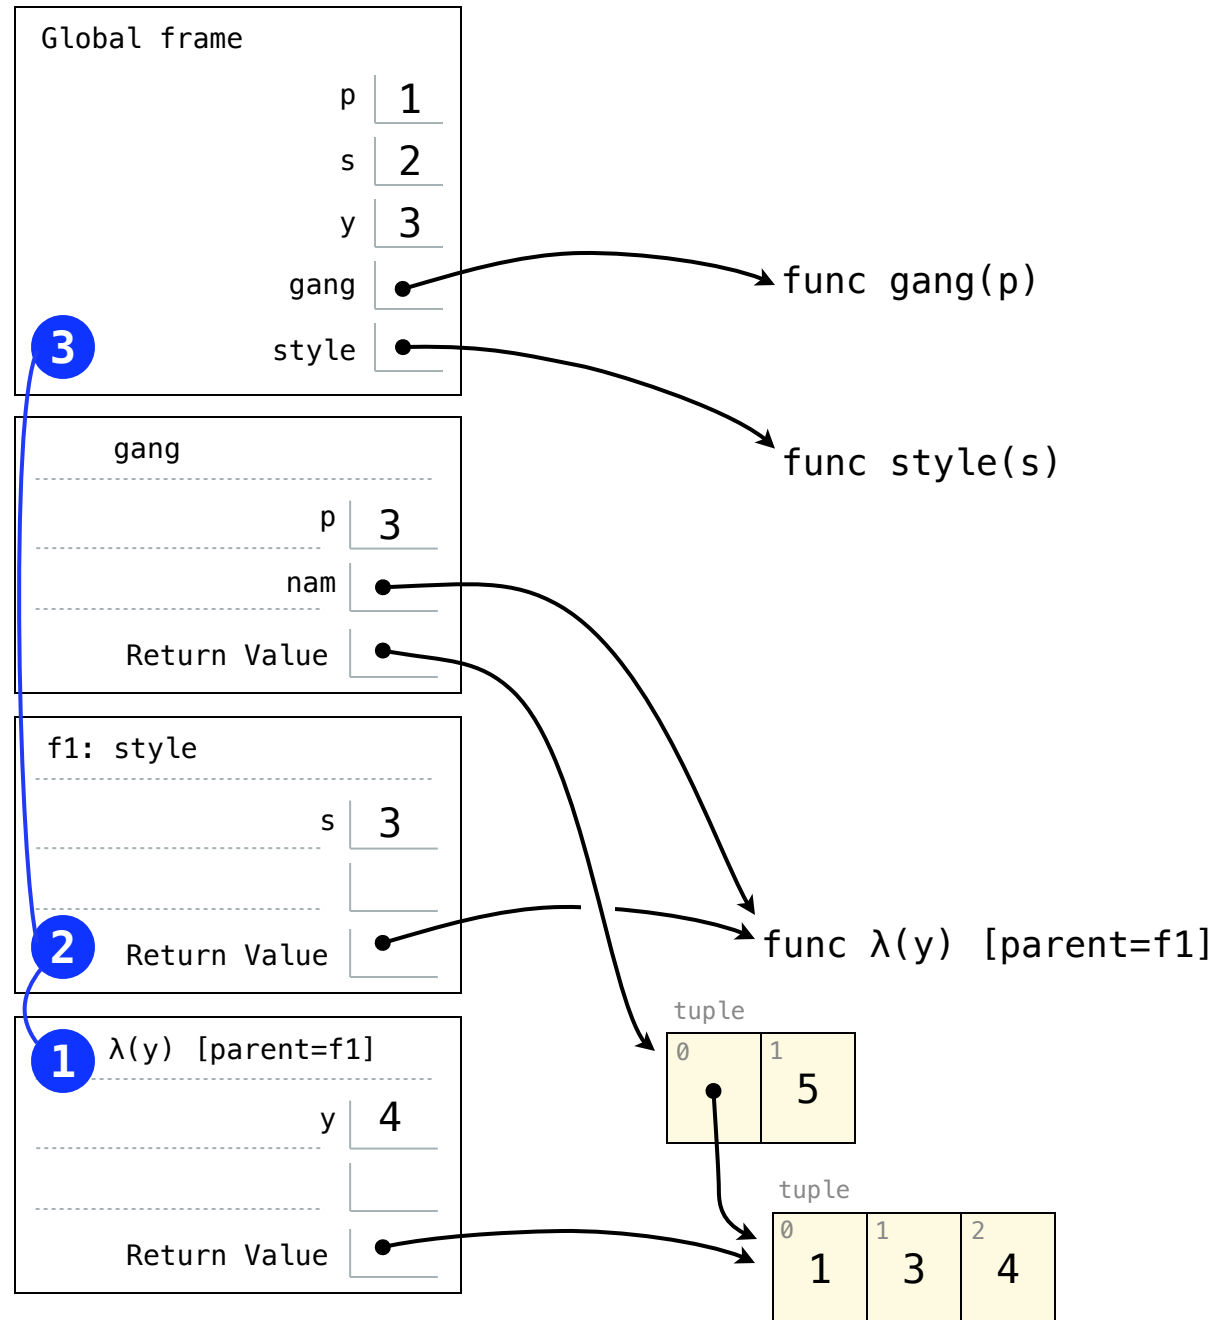 Global frame
p 1
s 2
y 3
gang
func gang(p)
3
style
func style(s)
gang
p 3
nam
Return Value
f1: style
s 3
2
Return Value
func λ(y) [parent=f1]
1
λ(y) [parent=f1]
y 4
Return Value
tuple
0 1
5
tuple
0 1 2
1 3 4